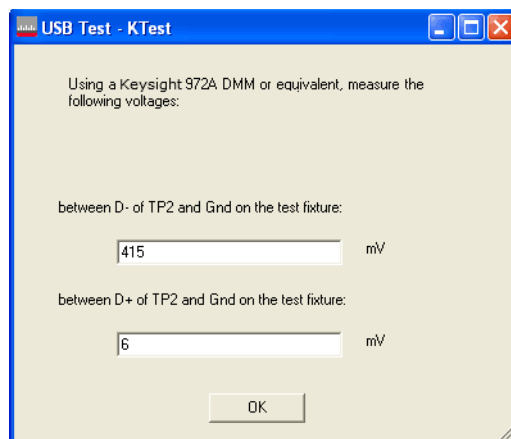 USB Test - KTest
Using a Keysight 972A DMM or equivalent, measure the
following voltages:
between D- of TP2 and Gnd on the test fixture:
415 mV
between D+ of TP2 and Gnd on the test fixture:
6 mV
OK